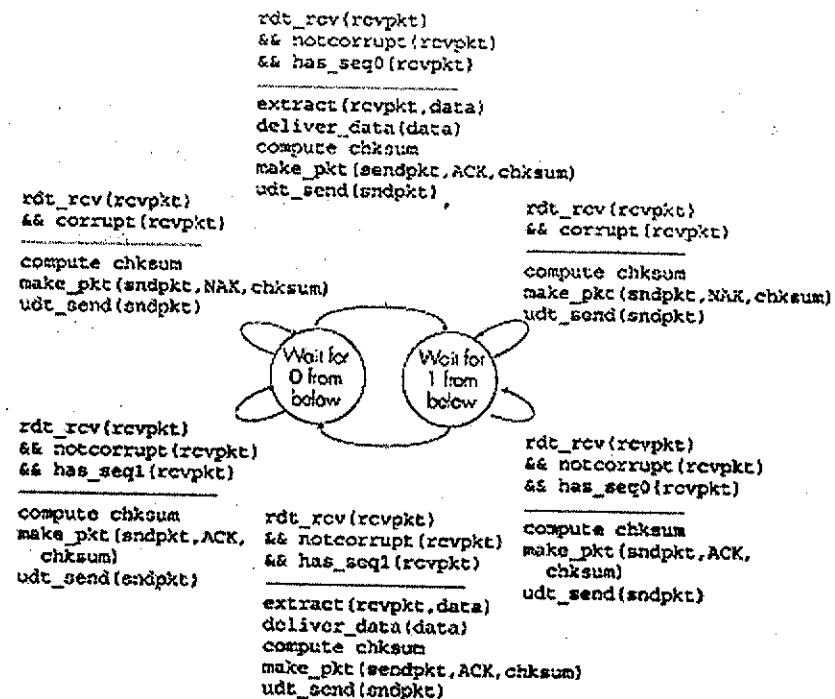 rdt_rcv(rcvpkt)
&& notcorrupt(rcvpkt)
&& has_seq0(rcvpkt)
extract(rcvpkt,data)
deliver_data(data)
compute chksum
make_pkt(sendpkt,ACK,chksum)
udt_send(sndpkt)
rdt_rcv(rcvpkt)
&& corrupt(rcvpkt)
compute chksum
make_pkt(sndpkt,NAK,chksum)
udt_send(sndpkt)
rdt_rcv(rcvpkt)
&& corrupt(rcvpkt)
compute chksum
make_pkt(sndpkt,NAK,chksum)
udt_send(sndpkt)
Wait for
0 from
below
Wait for
1 from
below
rdt_rcv(rcvpkt)
&& notcorrupt(rcvpkt)
&& has_seq1(rcvpkt)
compute chksum
make_pkt(sndpkt,ACK,
chksum)
udt_send(sndpkt)
rdt_rcv(rcvpkt)
&& notcorrupt(rcvpkt)
&& has_seq1(rcvpkt)
extract(rcvpkt,data)
deliver_data(data)
compute chksum
make_pkt(sendpkt,ACK,chksum)
udt_send(sndpkt)
rdt_rcv(rcvpkt)
&& notcorrupt(rcvpkt)
&& has_seq0(rcvpkt)
compute chksum
make_pkt(sndpkt,ACK,
chksum)
udt_send(sndpkt)